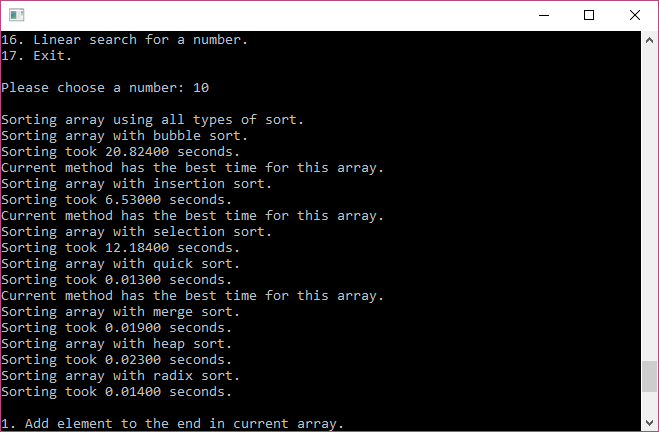 16. Linear search for a number.
17. Exit.
Please choose a number: 10
Sorting array using all types of sort.
Sorting array with bubble sort.
Sorting took 20.82400 seconds.
Current method has the best time for this array.
Sorting array with insertion sort.
Sorting took 6.53000 seconds.
Current method has the best time for this array.
Sorting array with selection sort.
Sorting took 12.18400 seconds.
Sorting array with quick sort.
Sorting took 0.01300 seconds.
Current method has the best time for this array.
Sorting array with merge sort.
Sorting took 0.01900 seconds.
Sorting array with heap sort.
Sorting took 0.02300 seconds.
Sorting array with radix sort.
Sorting took 0.01400 seconds.
1. Add element to the end in current array.